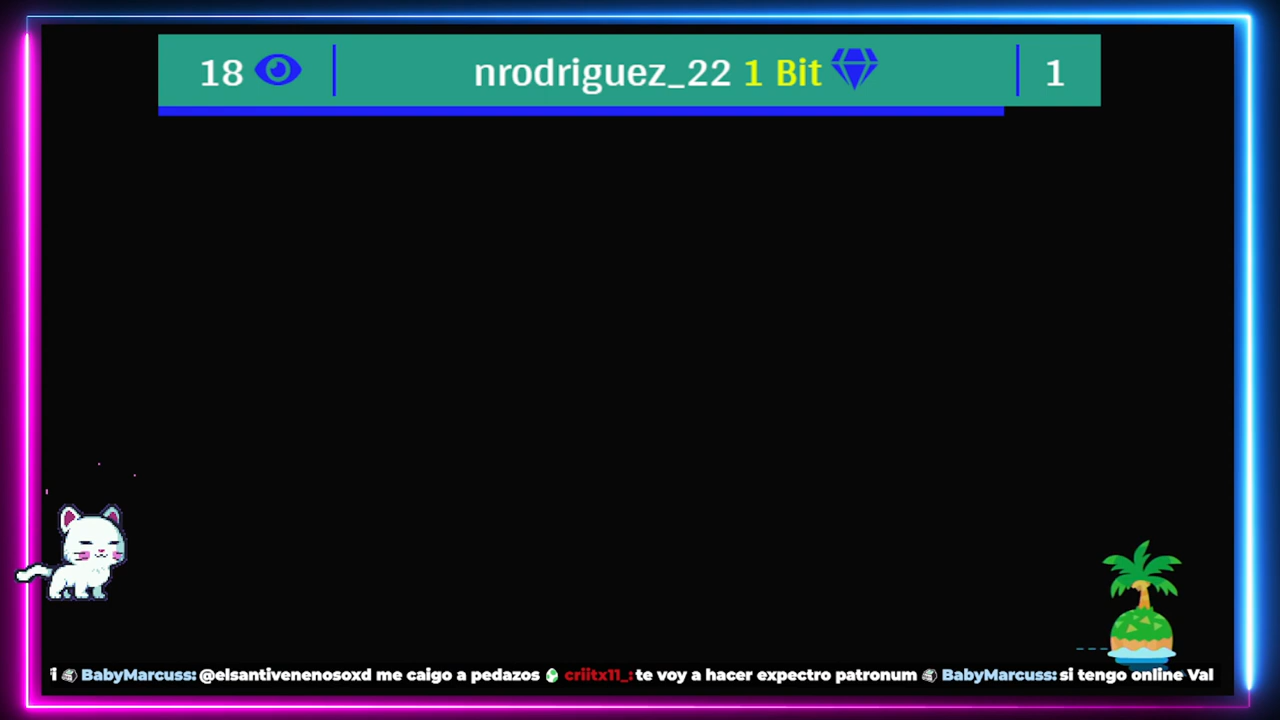 18 nrodriguez_22 1 Bit 1
i BabyMarcuss: @elsantivenenosoxd me caigo a pedazos criitx11_: te voy a hacer expectro patronum BabyMarcuss: si tengo online Val